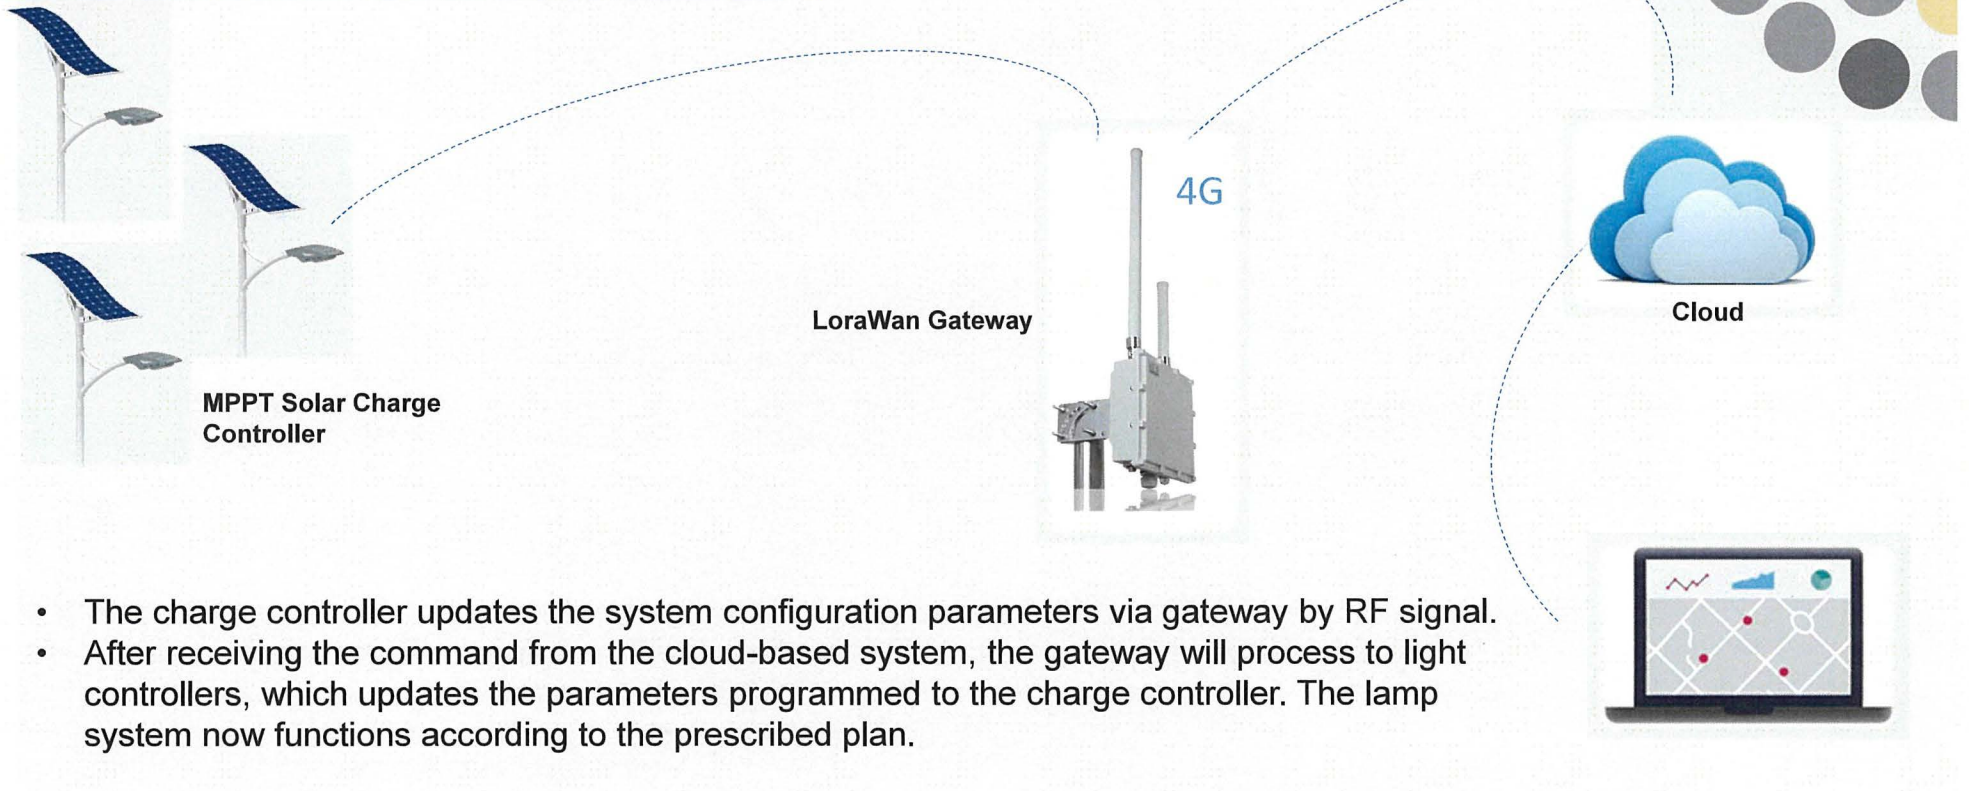 4G
LoraWan Gateway
Cloud
MPPT Solar Charge
Controller
• The charge controller updates the system configuration parameters via gateway by RF signal.
• After receiving the command from the cloud-based system, the gateway will process to light
controllers, which updates the parameters programmed to the charge controller. The lamp
system now functions according to the prescribed plan.